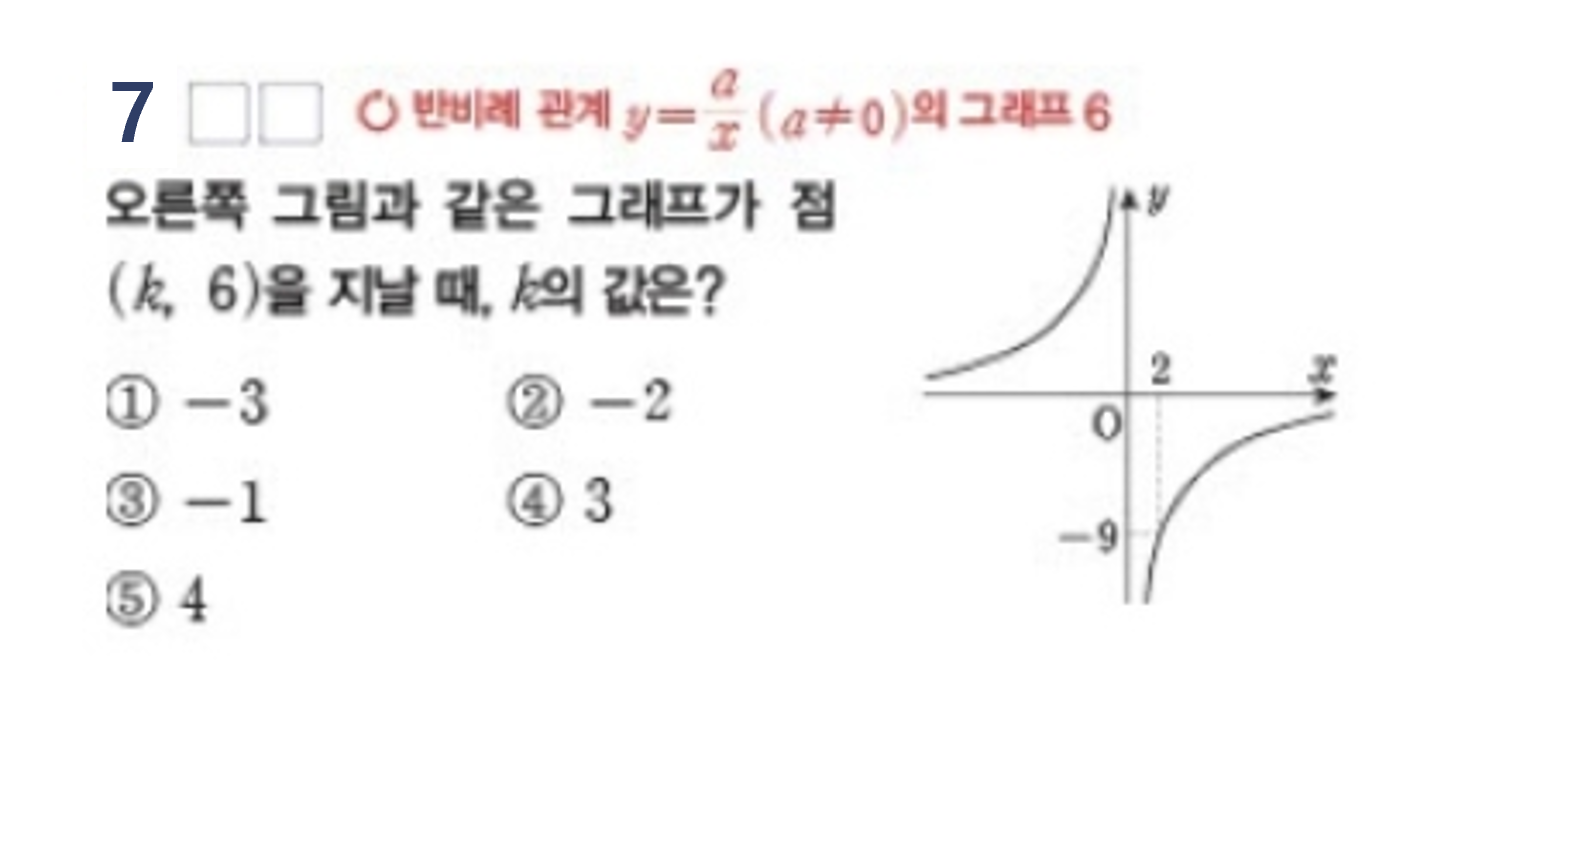 7 □□ 반비례 관계 y=a/x (a≠0)의 그래프 6
오른쪽 그림과 같은 그래프가 점
(k, 6)을 지날 때, k의 값은?
① −3 ② −2
③ −1 ④ 3
⑤ 4
y
2 x
O
−9